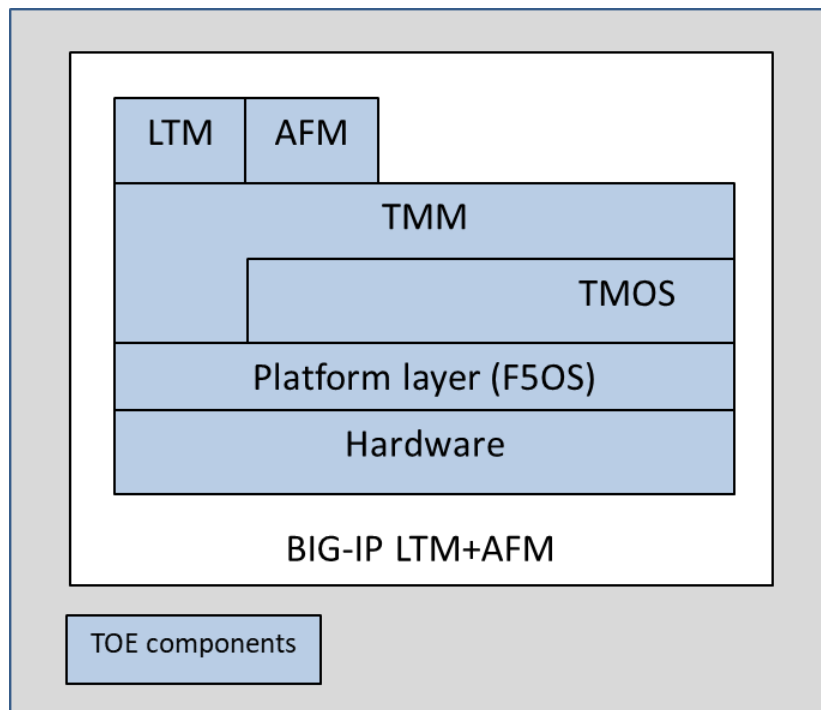 LTM AFM
TMM
TMOS
Platform layer (F5OS)
Hardware
BIG-IP LTM+AFM
TOE components